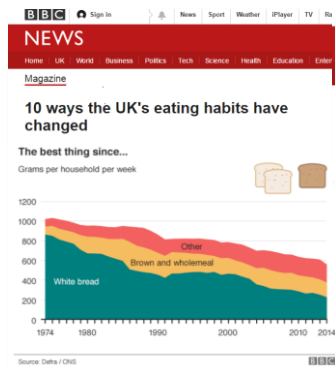 BBC Sign in News Sport Weather iPlayer TV Ra
NEWS
Home UK World Business Politics Tech Science Health Education Enter
Magazine
10 ways the UK's eating habits have
changed
The best thing since...
Grams per household per week
1200
1000
800
600
400
200
0
Other
Brown and wholemeal
White bread
1974 1980 1990 2000 2010 2014
Source: Defra / ONS BBC